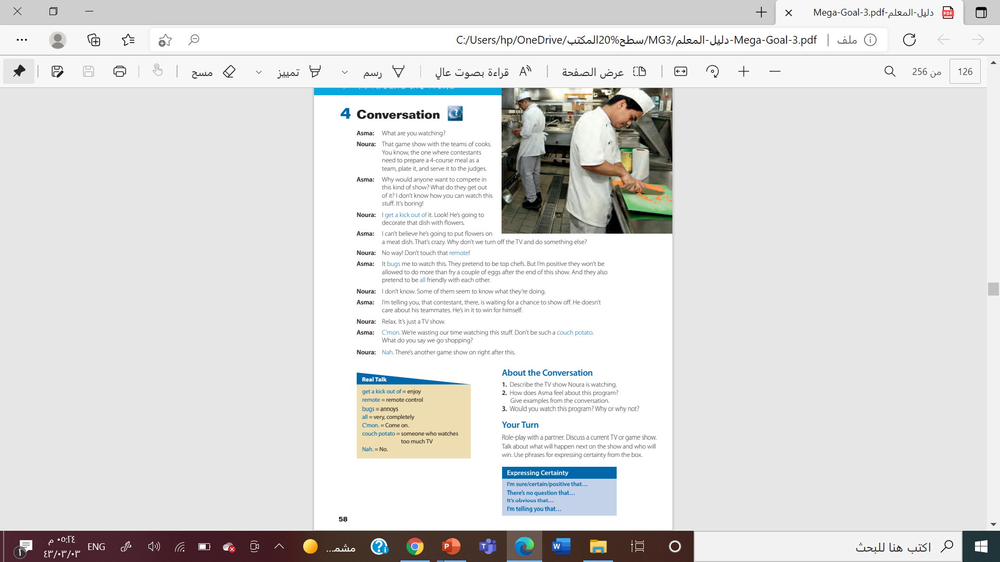 دليل-المعلم-Mega-Goal-3.pdf
ملف
C:/Users/hp/OneDrive/سطح%20المكتب/MG3/دليل-المعلم-Mega-Goal-3.pdf
126
من 256
عرض الصفحة
قراءة بصوت عالٍ
رسم
تمييز
مسح
4 Conversation
Asma: What are you watching?
Noura: That game show with the teams of cooks.
You know, the one where contestants
need to prepare a 4-course meal as a
team, plate it, and serve it to the judges.
Asma: Why would anyone want to compete in
this kind of show? What do they get out
of it? I don't know how you can watch this
stuff. It's boring!
Noura: I get a kick out of it. Look! He's going to
decorate that dish with flowers.
Asma: I can't believe he's going to put flowers on
a meat dish. That's crazy. Why don't we turn off the TV and do something else?
Noura: No way! Don't touch that remote!
Asma: It bugs me to watch this. They pretend to be top chefs. But I'm positive they won't be
allowed to do more than fry a couple of eggs after the end of this show. And they also
pretend to be all friendly with each other.
Noura: I don't know. Some of them seem to know what they're doing.
Asma: I'm telling you, that contestant, there, is waiting for a chance to show off. He doesn't
care about his teammates. He's in it to win for himself.
Noura: Relax. It's just a TV show.
Asma: C'mon. We're wasting our time watching this stuff. Don't be such a couch potato.
What do you say we go shopping?
Noura: Nah. There's another game show on right after this.
Real Talk
get a kick out of = enjoy
remote = remote control
bugs = annoys
all = very, completely
C'mon. = Come on.
couch potato = someone who watches
too much TV
Nah. = No.
About the Conversation
1. Describe the TV show Noura is watching.
2. How does Asma feel about this program?
Give examples from the conversation.
3. Would you watch this program? Why or why not?
Your Turn
Role-play with a partner. Discuss a current TV or game show.
Talk about what will happen next on the show and who will
win. Use phrases for expressing certainty from the box.
Expressing Certainty
I'm sure/certain/positive that...
There's no question that...
It's obvious that...
I'm telling you that...
58
اكتب هنا للبحث
مشمـ...
ENG
٠٥:٢٤ م
٤٣/٠٣/٠٣
١